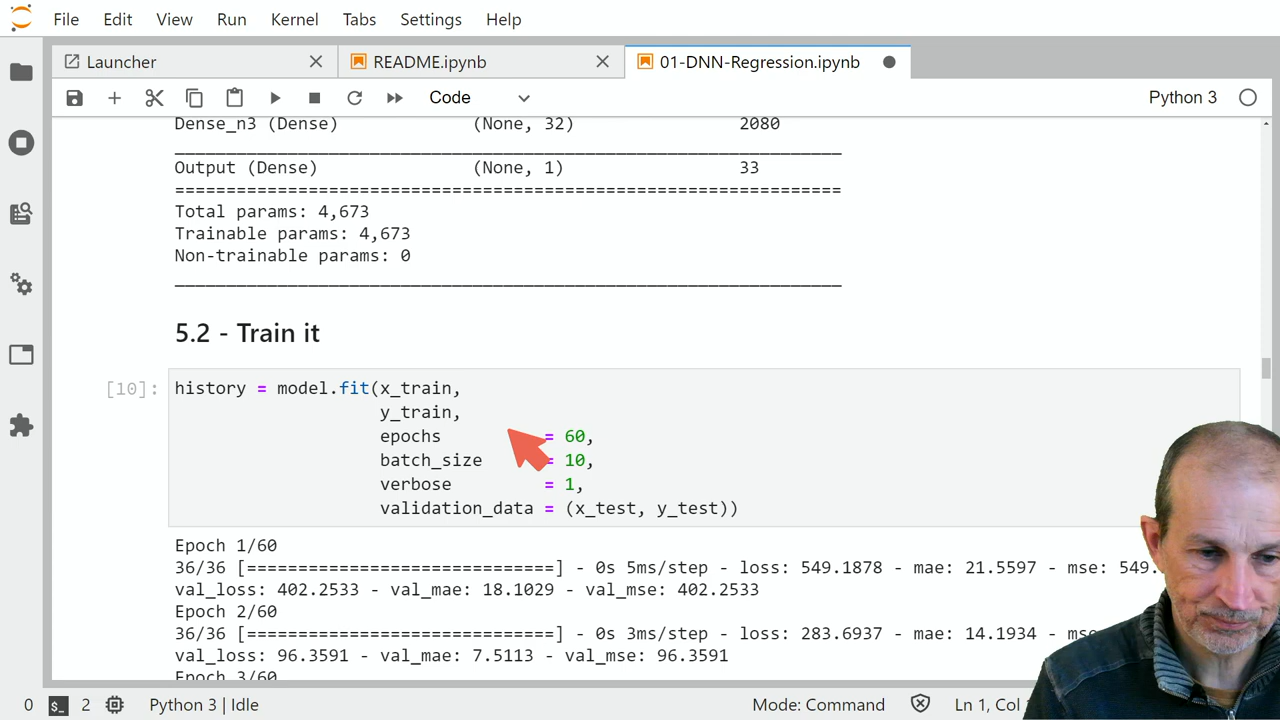 File Edit View Run Kernel Tabs Settings Help
Launcher README.ipynb 01-DNN-Regression.ipynb
Code Python 3
Dense_n3 (Dense) (None, 32) 2080
Output (Dense) (None, 1) 33
Total params: 4,673
Trainable params: 4,673
Non-trainable params: 0
5.2 - Train it
[10]: history = model.fit(x_train,
y_train,
epochs = 60,
batch_size = 10,
verbose = 1,
validation_data = (x_test, y_test))
Epoch 1/60
36/36 [==============================] - 0s 5ms/step - loss: 549.1878 - mae: 21.5597 - mse: 549.
val_loss: 402.2533 - val_mae: 18.1029 - val_mse: 402.2533
Epoch 2/60
36/36 [==============================] - 0s 3ms/step - loss: 283.6937 - mae: 14.1934 -
val_loss: 96.3591 - val_mae: 7.5113 - val_mse: 96.3591
Epoch 3/60
0 $_ 2 Python 3 | Idle Mode: Command Ln 1, Col